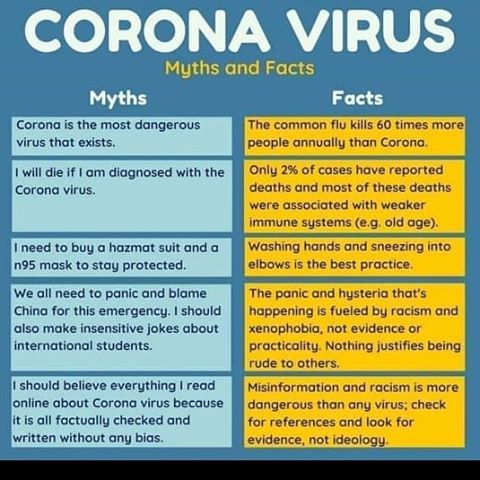 CORONA VIRUS
Myths and Facts
Myths
Facts
Corona is the most dangerous
virus that exists.
The common flu kills 60 times more
people annually than Corona.
I will die if I am diagnosed with the
Corona virus.
Only 2% of cases have reported
deaths and most of these deaths
were associated with weaker
immune systems (e.g. old age).
I need to buy a hazmat suit and a
n95 mask to stay protected.
Washing hands and sneezing into
elbows is the best practice.
We all need to panic and blame
China for this emergency. I should
also make insensitive jokes about
international students.
The panic and hysteria that's
happening is fueled by racism and
xenophobia, not evidence or
practicality. Nothing justifies being
rude to others.
I should believe everything I read
online about Corona virus because
it is all factually checked and
written without any bias.
Misinformation and racism is more
dangerous than any virus; check
for references and look for
evidence, not ideology.